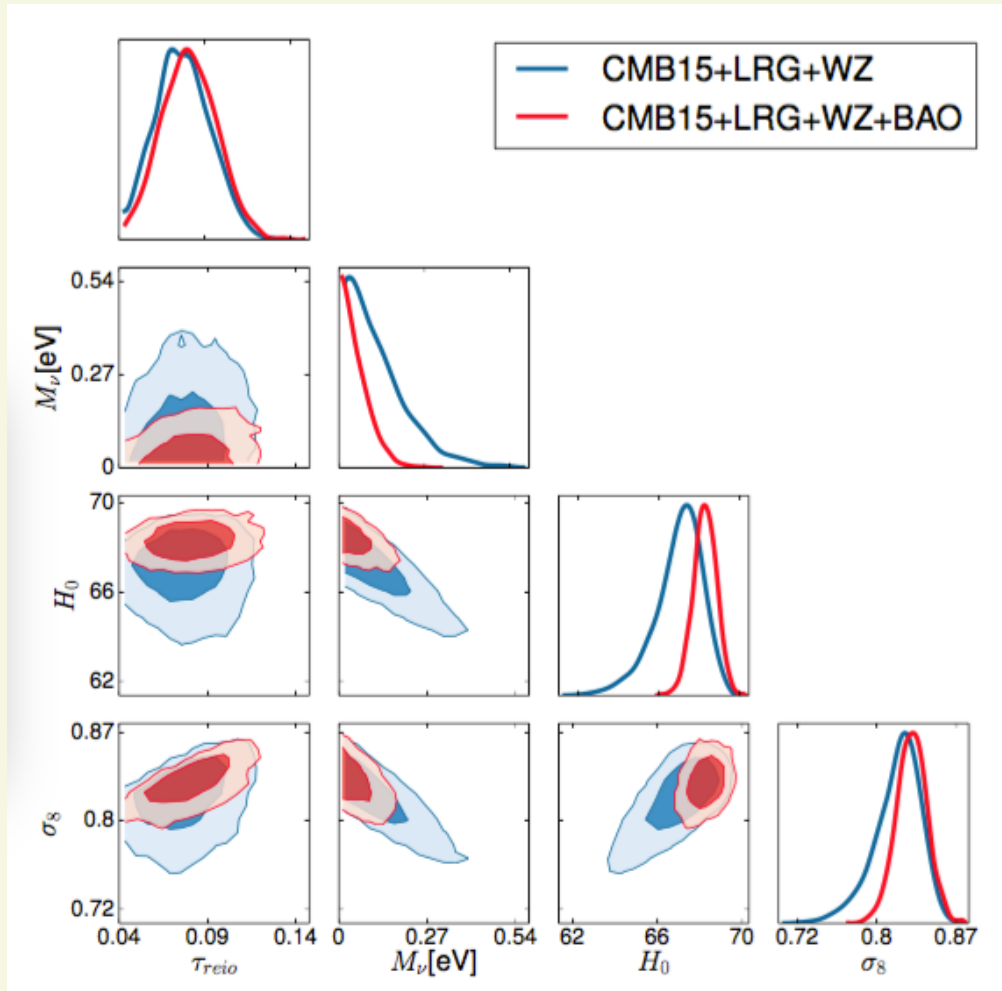 CMB15+LRG+WZ
CMB15+LRG+WZ+BAO
0.54
0.27
0
M_ν[eV]
70
66
62
H_0
0.87
0.8
0.72
σ_8
0.04 0.09 0.14
0 0.27 0.54
62 66 70
0.72 0.8 0.87
τ_reio
M_ν[eV]
H_0
σ_8